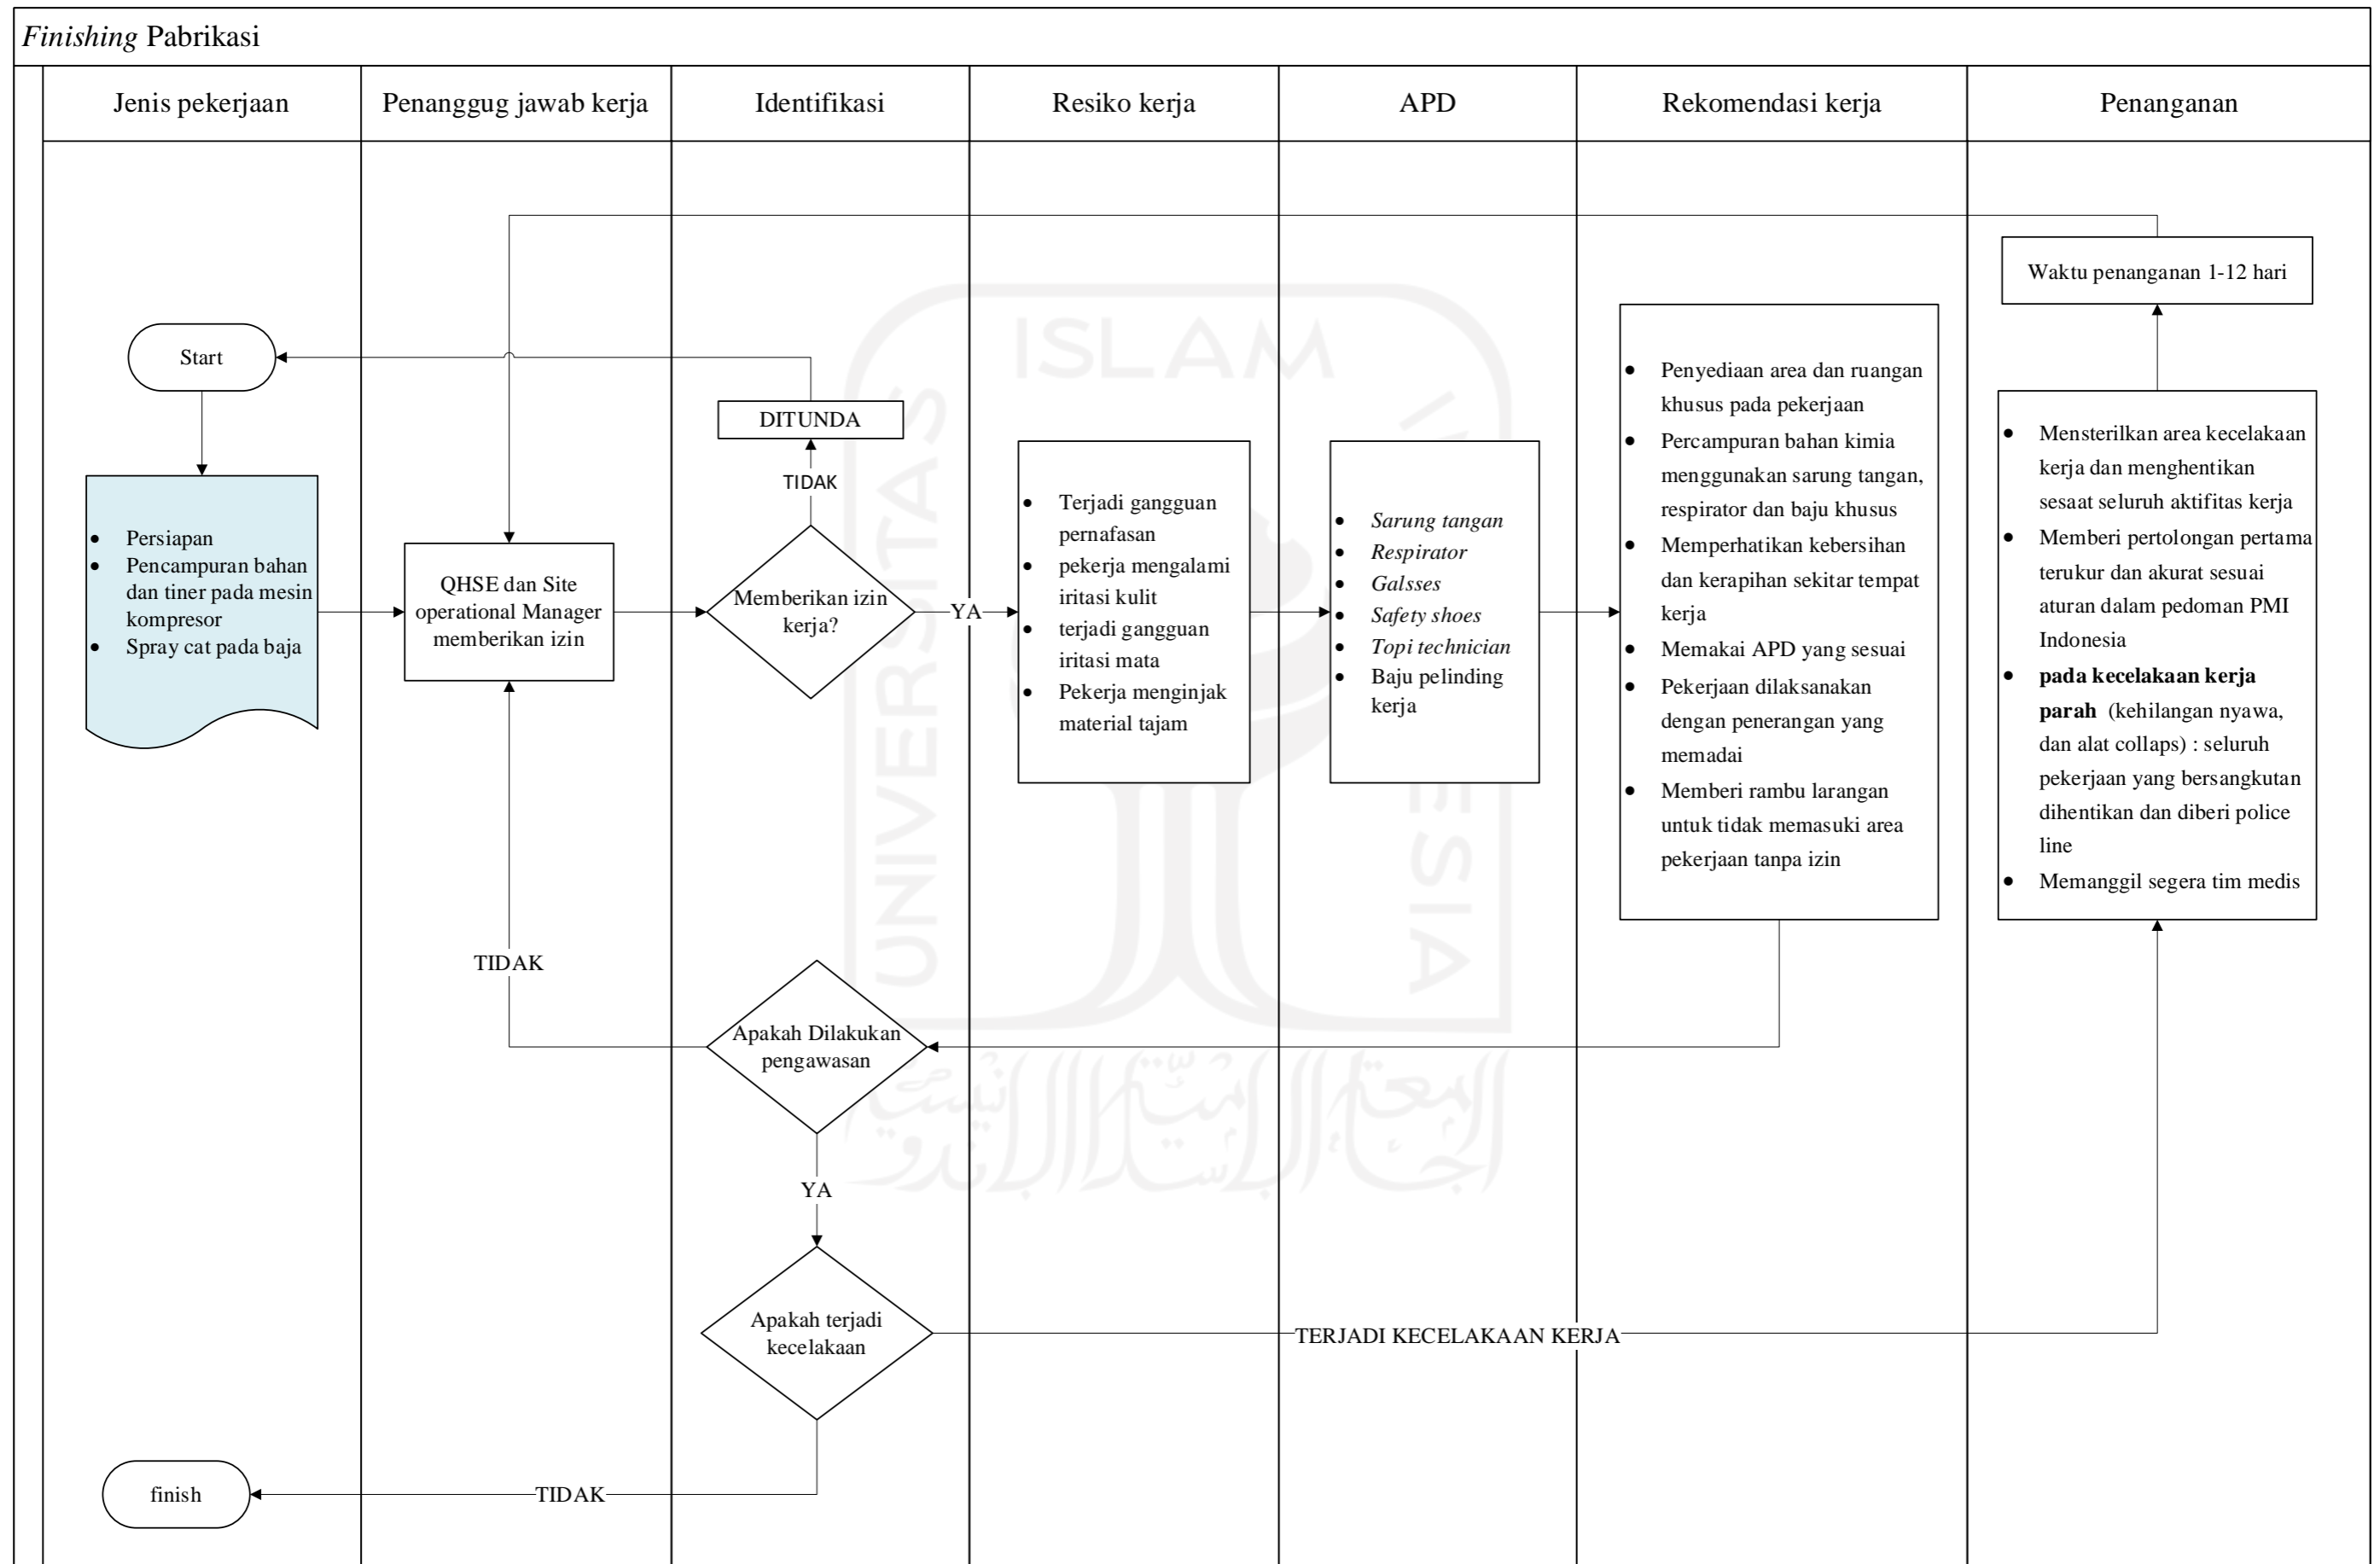 Finishing Pabrikasi
Jenis pekerjaan
Penanggug jawab kerja
Identifikasi
Resiko kerja
APD
Rekomendasi kerja
Penanganan
Waktu penanganan 1-12 hari
Start
DITUNDA
TIDAK
• Persiapan
• Pencampuran bahan
dan tiner pada mesin
kompresor
• Spray cat pada baja
QHSE dan Site
operational Manager
memberikan izin
Memberikan izin
kerja?
YA
• Terjadi gangguan
pernafasan
• pekerja mengalami
iritasi kulit
• terjadi gangguan
iritasi mata
• Pekerja menginjak
material tajam
• Sarung tangan
• Respirator
• Galsses
• Safety shoes
• Topi technician
• Baju pelinding
kerja
• Penyediaan area dan ruangan
khusus pada pekerjaan
• Percampuran bahan kimia
menggunakan sarung tangan,
respirator dan baju khusus
• Memperhatikan kebersihan
dan kerapihan sekitar tempat
kerja
• Memakai APD yang sesuai
• Pekerjaan dilaksanakan
dengan penerangan yang
memadai
• Memberi rambu larangan
untuk tidak memasuki area
pekerjaan tanpa izin
• Mensterilkan area kecelakaan
kerja dan menghentikan
sesaat seluruh aktifitas kerja
• Memberi pertolongan pertama
terukur dan akurat sesuai
aturan dalam pedoman PMI
Indonesia
• pada kecelakaan kerja
parah (kehilangan nyawa,
dan alat collaps) : seluruh
pekerjaan yang bersangkutan
dihentikan dan diberi police
line
• Memanggil segera tim medis
TIDAK
Apakah Dilakukan
pengawasan
YA
Apakah terjadi
kecelakaan
TERJADI KECELAKAAN KERJA
finish
TIDAK
UNIVERSITAS
ISLAM